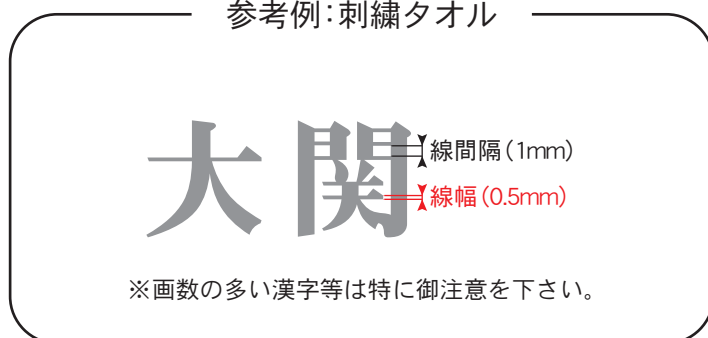 参考例:刺繍タオル
大関
線間隔(1mm)
線幅(0.5mm)
※画数の多い漢字等は特に御注意を下さい。